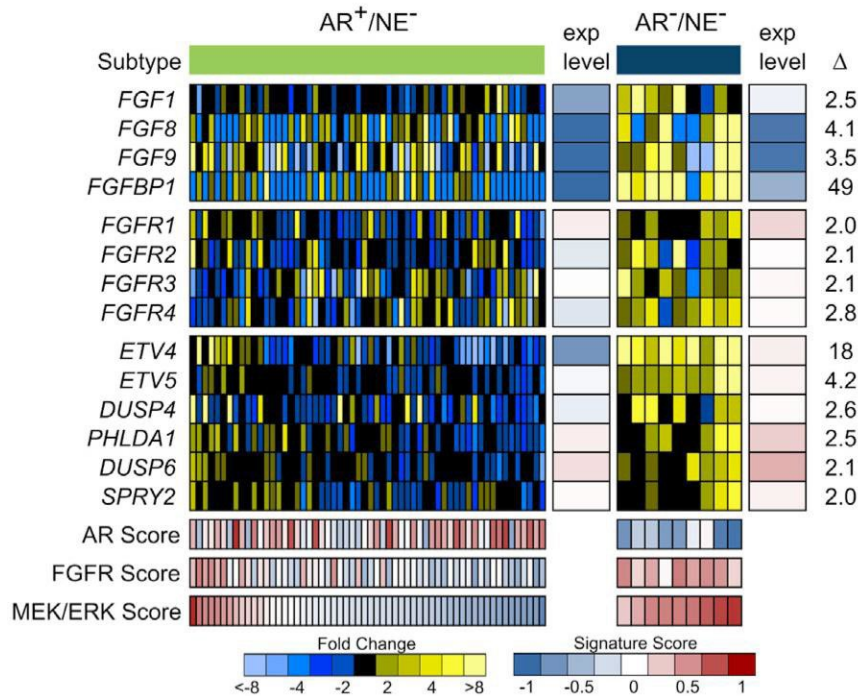 AR+/NE- exp level AR-/NE- exp level
Subtype Δ
FGF1 2.5
FGF8 4.1
FGF9 3.5
FGFBP1 49
FGFR1 2.0
FGFR2 2.1
FGFR3 2.1
FGFR4 2.8
ETV4 18
ETV5 4.2
DUSP4 2.6
PHLDA1 2.5
DUSP6 2.1
SPRY2 2.0
AR Score
FGFR Score
MEK/ERK Score
Fold Change Signature Score
<-8 -4 -2 2 4 >8 -1 -0.5 0 0.5 1